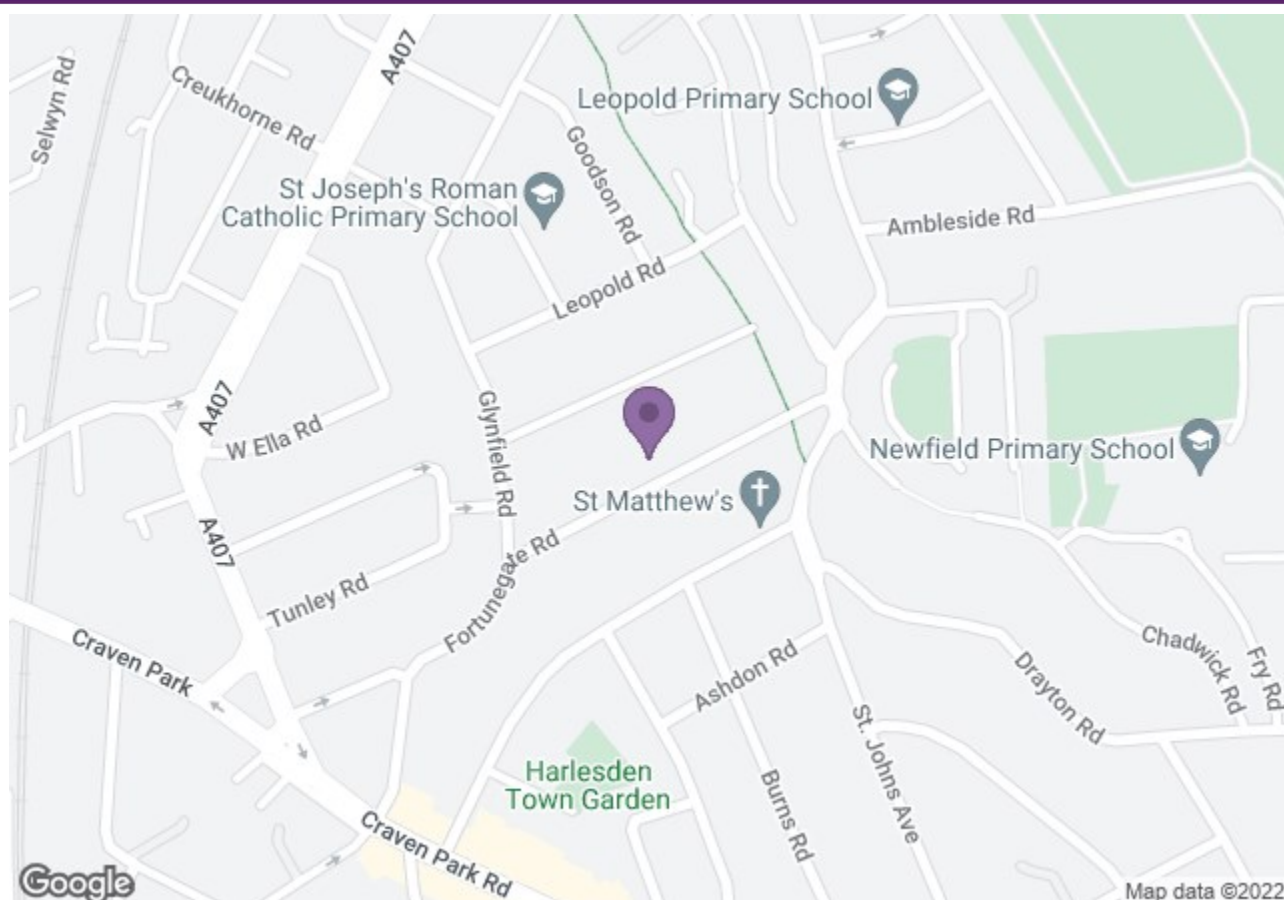 Selwyn Rd
Creukhorne Rd
A407
Leopold Primary School
Goodson Rd
St Joseph's Roman
Catholic Primary School
Ambleside Rd
Leopold Rd
A407
W Ella Rd
Glynfield Rd
Newfield Primary School
St Matthew's
A407
Fortunegate Rd
Tunley Rd
Craven Park
Ashdon Rd
Chadwick Rd
Fry Rd
Drayton Rd
St. Johns Ave
Burns Rd
Harlesden
Town Garden
Craven Park Rd
Google
Map data ©2022